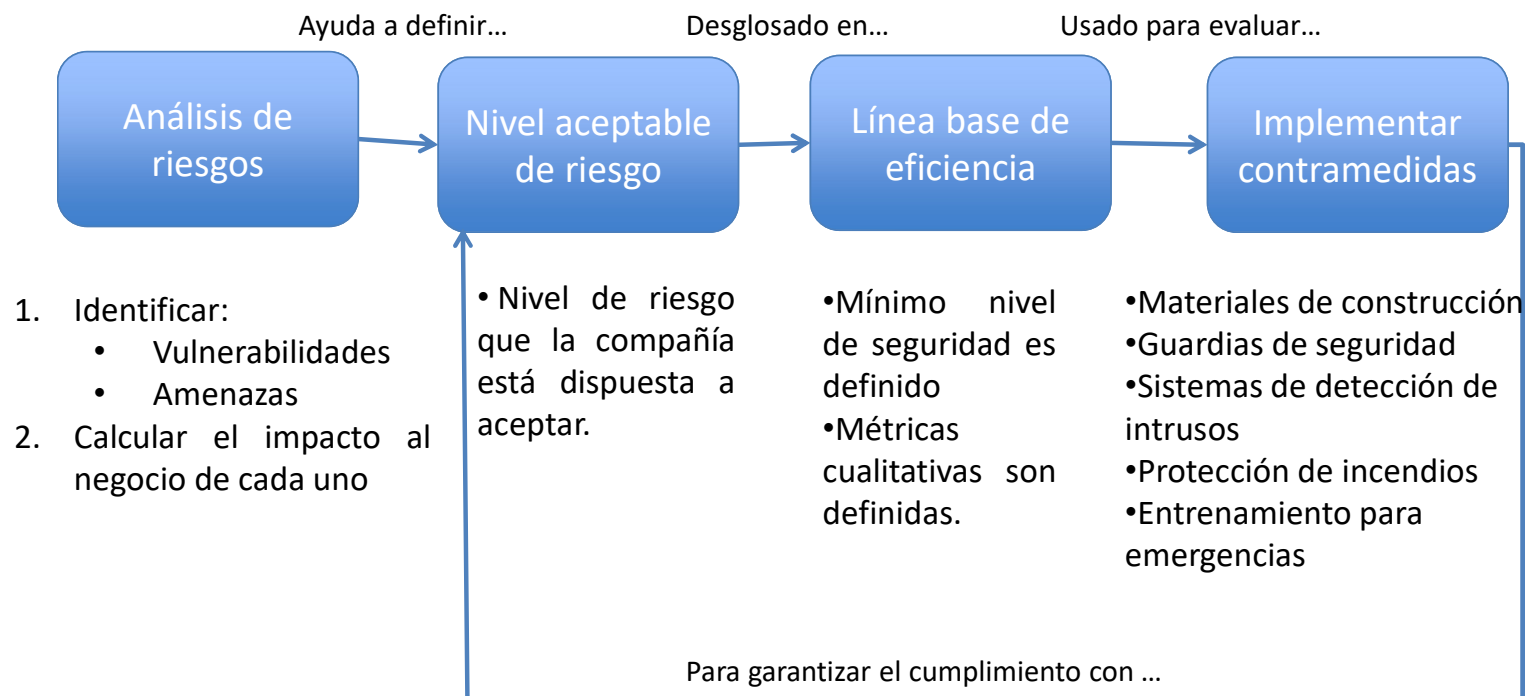 Ayuda a definir…
Desglosado en…
Usado para evaluar…
Análisis de
riesgos
Nivel aceptable
de riesgo
Línea base de
eficiencia
Implementar
contramedidas
1. Identificar:
• Vulnerabilidades
• Amenazas
2. Calcular el impacto al
negocio de cada uno
• Nivel de riesgo
que la compañía
está dispuesta a
aceptar.
•Mínimo nivel
de seguridad es
definido
•Métricas
cualitativas son
definidas.
•Materiales de construcción
•Guardias de seguridad
•Sistemas de detección de
intrusos
•Protección de incendios
•Entrenamiento para
emergencias
Para garantizar el cumplimiento con …